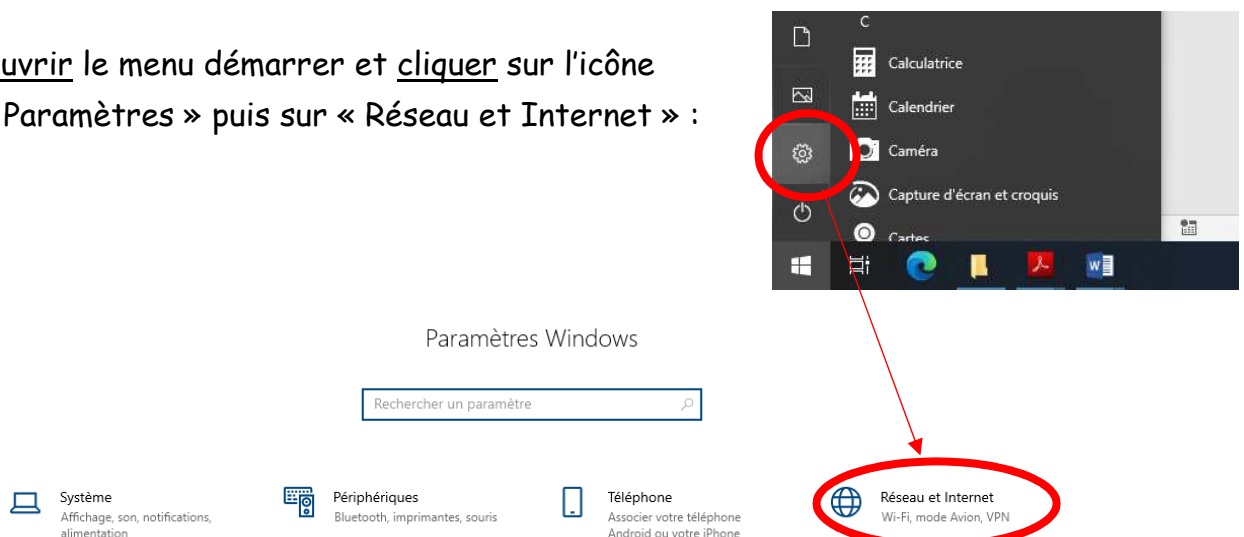 uvrir le menu démarrer et cliquer sur l'icône
Paramètres » puis sur « Réseau et Internet » :
C
Calculatrice
Calendrier
Caméra
Capture d'écran et croquis
Cartes
Paramètres Windows
Rechercher un paramètre
Système
Affichage, son, notifications,
alimentation
Périphériques
Bluetooth, imprimantes, souris
Téléphone
Associer votre téléphone
Android ou votre iPhone
Réseau et Internet
Wi-Fi, mode Avion, VPN